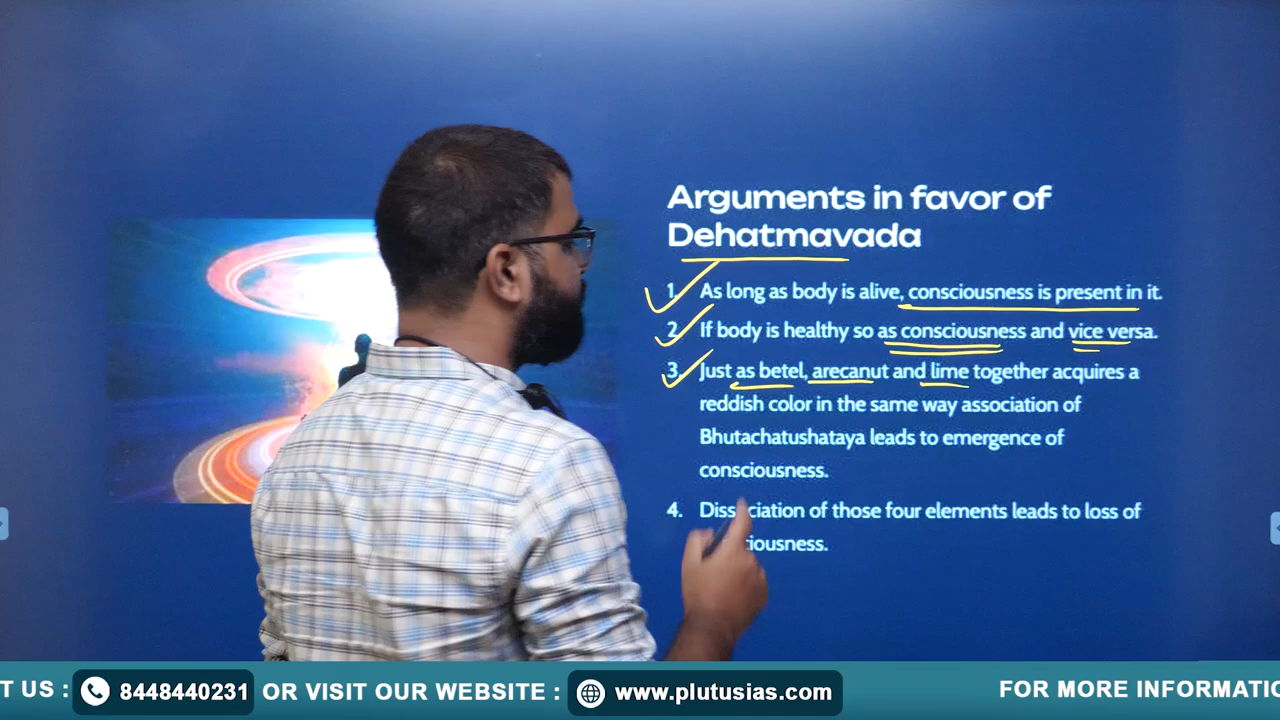 Arguments in favor of
Dehatmavada
1. As long as body is alive, consciousness is present in it.
2. If body is healthy so as consciousness and vice versa.
3. Just as betel, arecanut and lime together acquires a
reddish color in the same way association of
Bhutachatushataya leads to emergence of
consciousness.
4. Dissociation of those four elements leads to loss of
ciousness.
T US : 8448440231 OR VISIT OUR WEBSITE : www.plutusias.com FOR MORE INFORMATIO